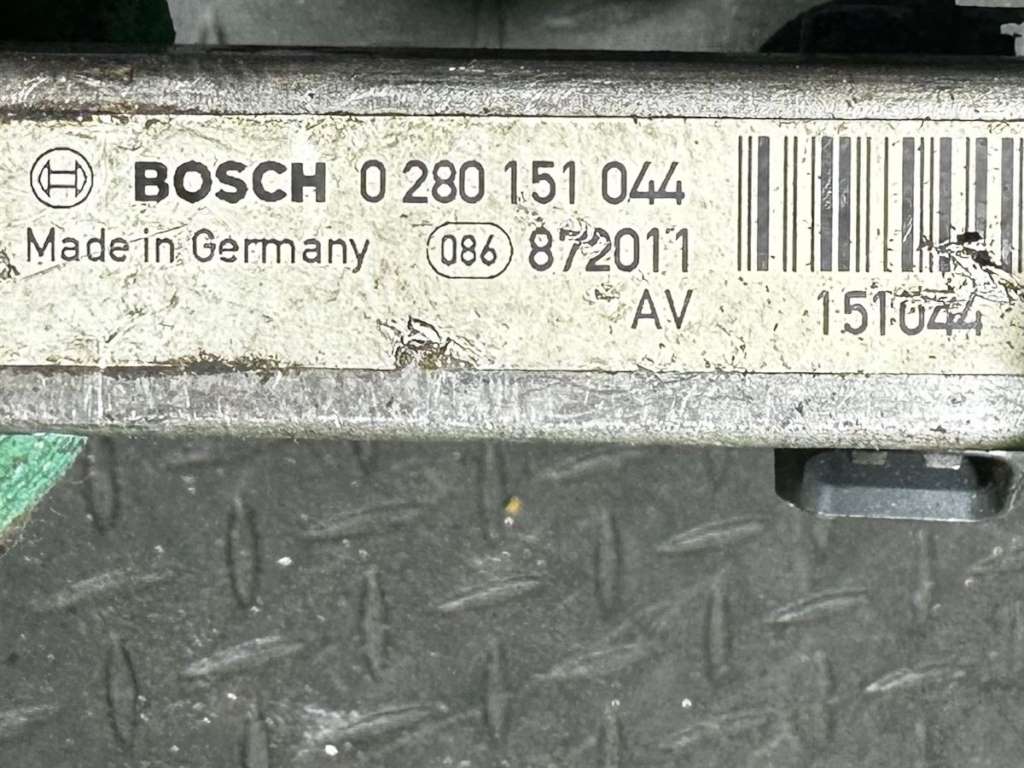 BOSCH 0 280 151 044
Made in Germany 086 872011
AV 151044